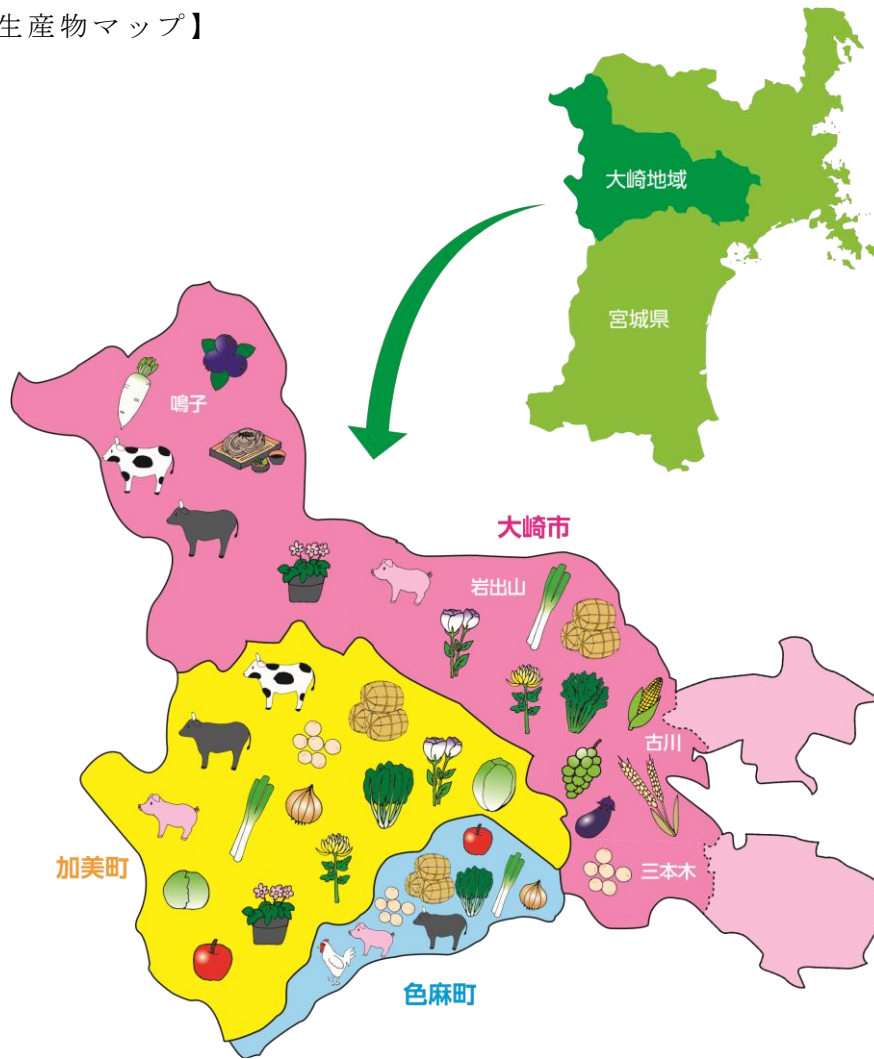 生産物マップ】
大崎地域
宮城県
鳴子
大崎市
岩出山
古川
加美町
三本木
色麻町